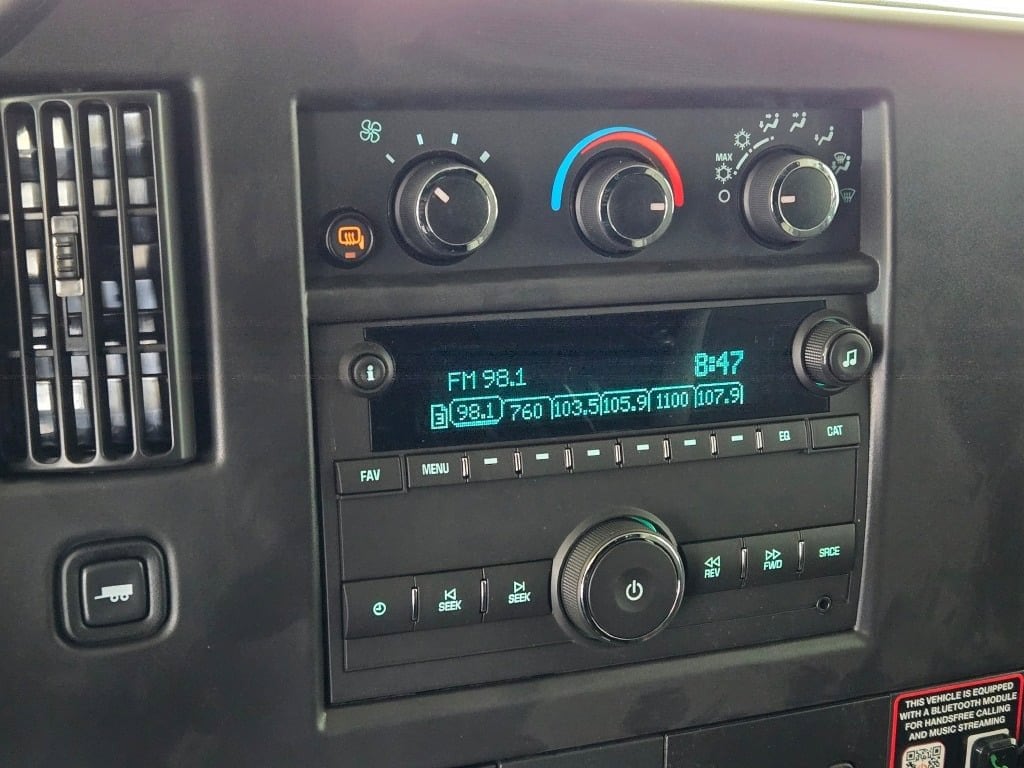 MAX
i
FM 98.1
8:47
3 98.1 760 103.5 105.9 1100 107.9
FAV MENU EQ CAT
SEEK SEEK REV FWD SRCE
THIS VEHICLE IS EQUIPPED
WITH A BLUETOOTH MODULE
FOR HANDSFREE CALLING
AND MUSIC STREAMING